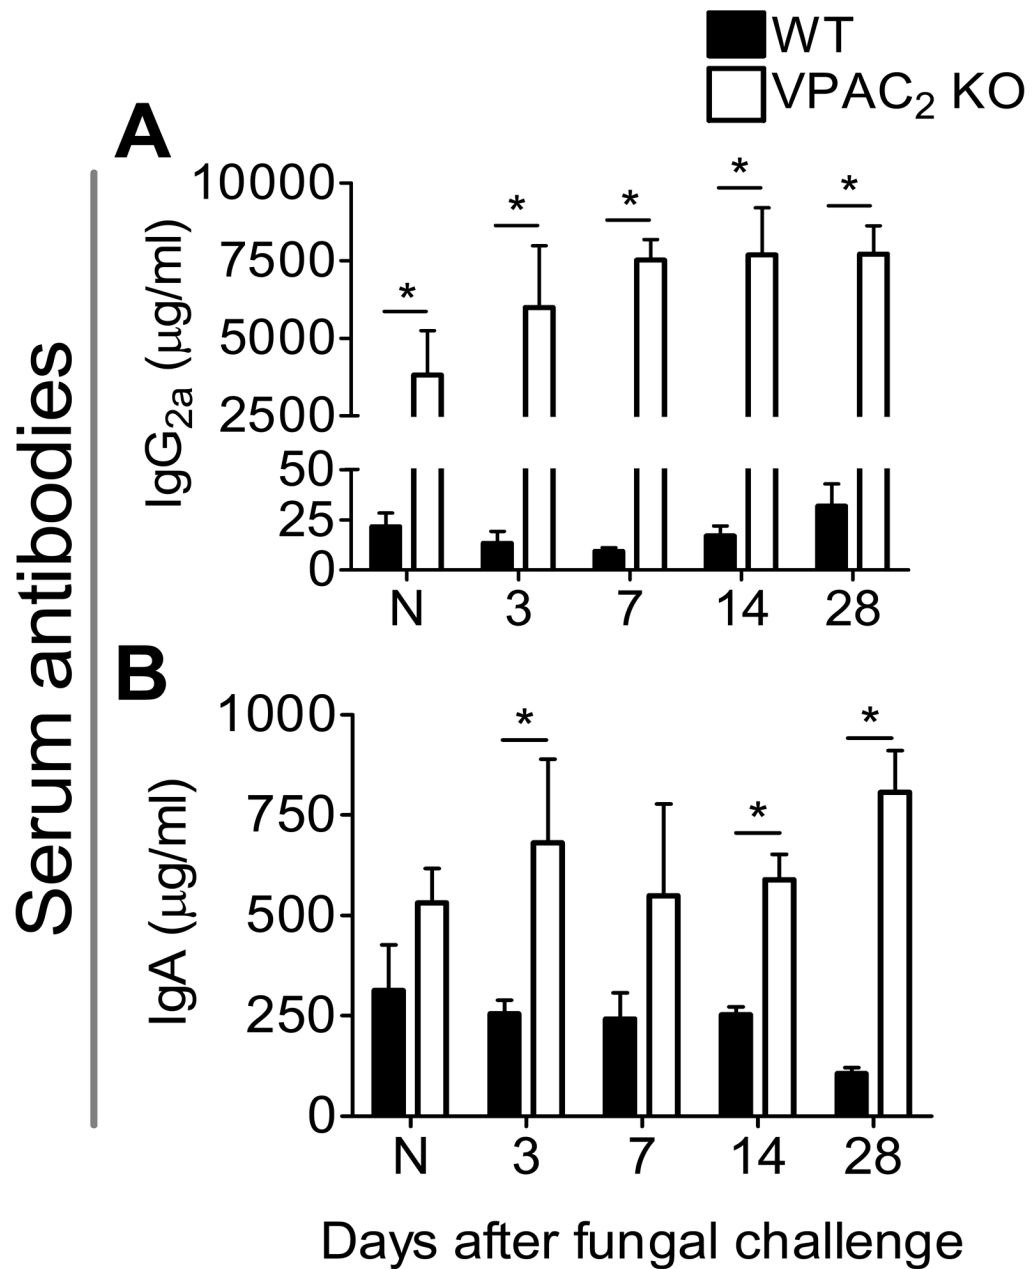 WT
VPAC₂ KO
A
Serum antibodies
IgG₂ₐ (μg/ml)
10000
7500
5000
2500
50
25
0
* * * * *
N 3 7 14 28
B
IgA (μg/ml)
1000
750
500
250
0
* * *
N 3 7 14 28
Days after fungal challenge